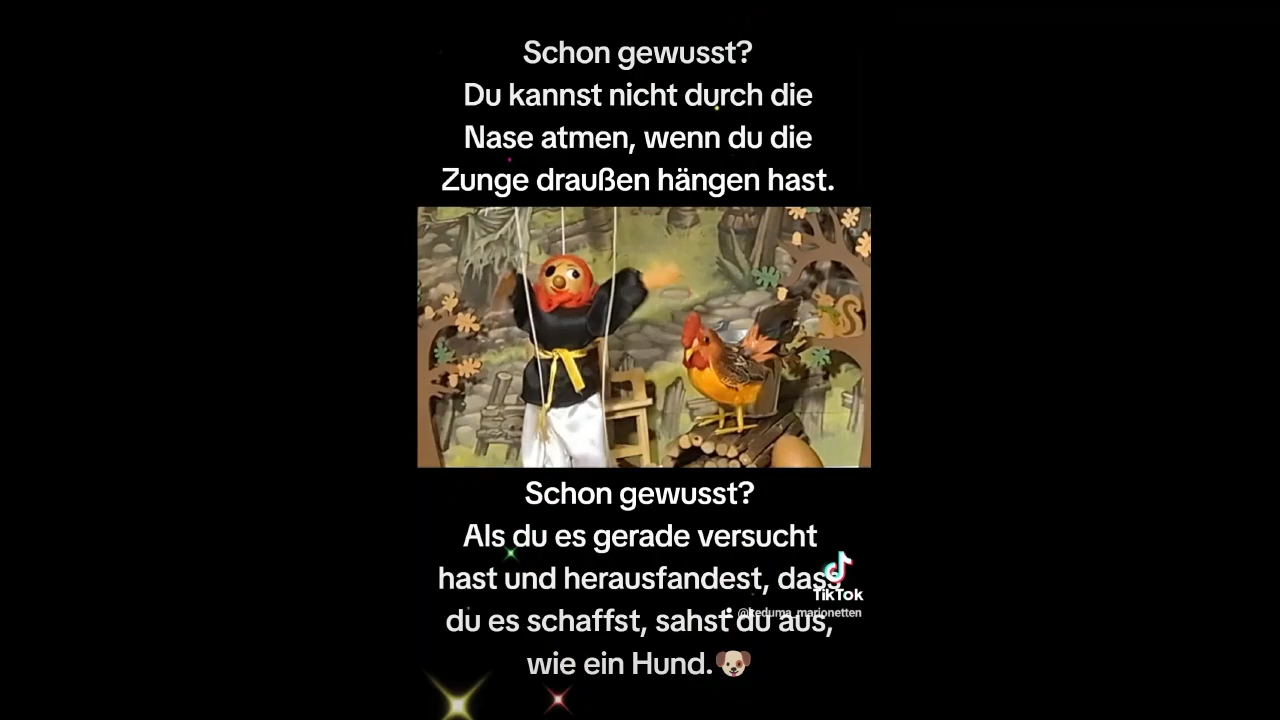 Schon gewusst?
Du kannst nicht durch die
Nase atmen, wenn du die
Zunge draußen hängen hast.
Schon gewusst?
Als du es gerade versucht
hast und herausfandest, dass
du es schaffst, sahst du aus,
wie ein Hund.
TikTok
@keduma_marionetten